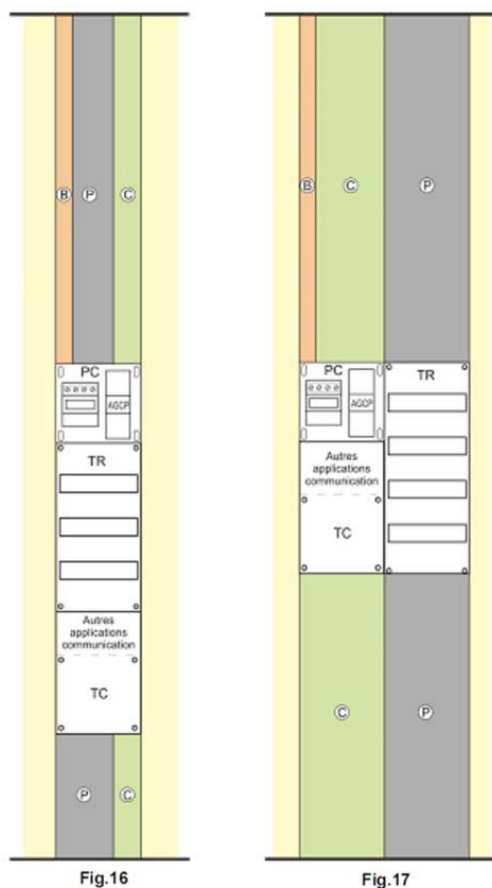 B P C
PC
AGCP
TR
Autres
applications
communication
TC
P C
Fig.16
B C P
PC TR
AGCP
Autres
applications
communication
TC
C P
Fig.17